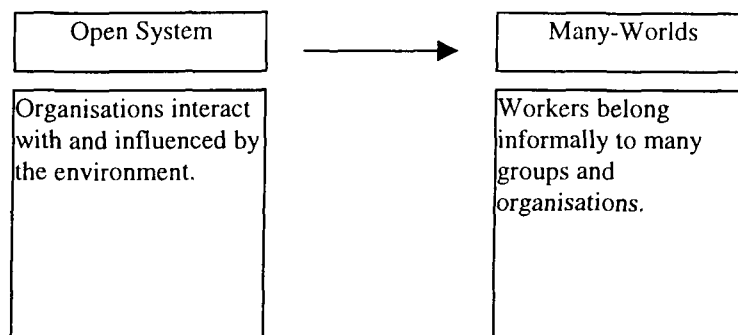 Open System
Many-Worlds
Organisations interact
with and influenced by
the environment.
Workers belong
informally to many
groups and
organisations.